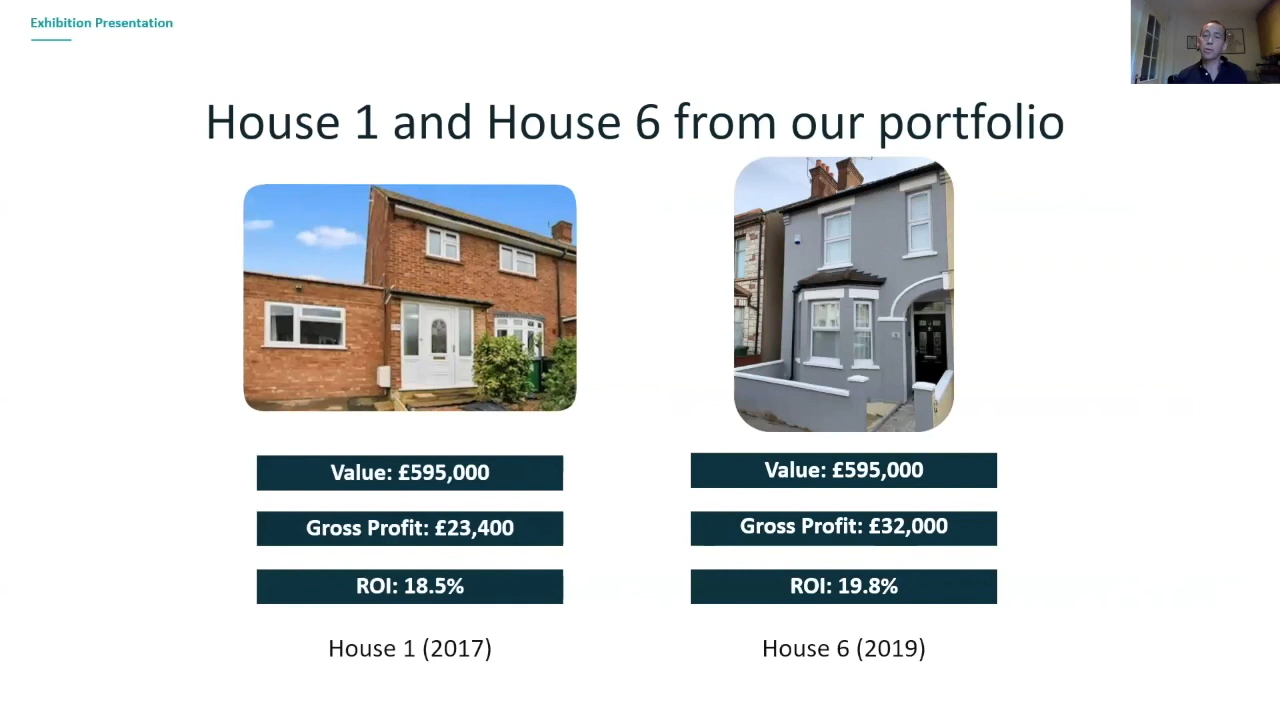 Exhibition Presentation
House 1 and House 6 from our portfolio
Value: £595,000
Gross Profit: £23,400
ROI: 18.5%
House 1 (2017)
Value: £595,000
Gross Profit: £32,000
ROI: 19.8%
House 6 (2019)